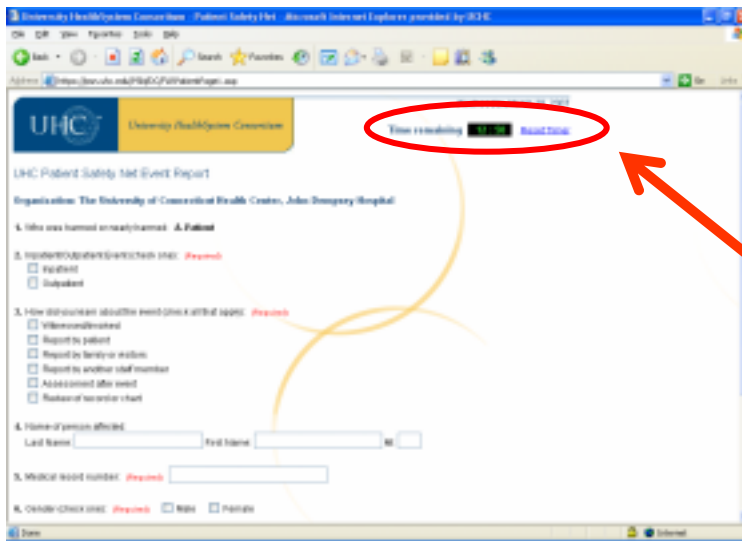 University HealthSystem Consortium - Patient Safety Net - Microsoft Internet Explorer provided by UCHC
File Edit View Favorites Tools Help
Back Search Favorites
Address Go Links
UHC University HealthSystem Consortium
Time remaining Reset Timer
UHC Patient Safety Net Event Report
Organization: The University of Connecticut Health Center, John Dempsey Hospital
1. Who was harmed or nearly harmed: A. Patient
2. Inpatient/Outpatient Event (check one): (Required)
Inpatient
Outpatient
3. How did you learn about the event (check all that apply): (Required)
Witnessed/involved
Report by patient
Report by family or visitors
Report by another staff member
Assessment after event
Review of record or chart
4. Name of person affected:
Last Name First Name MI
5. Medical record number: (Required)
6. Gender (check one): (Required) Male Female
Done Internet